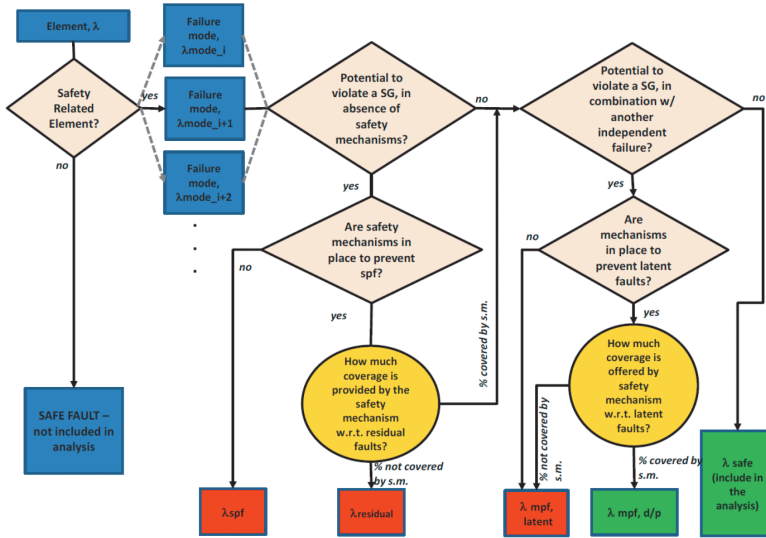 Element, λ
Safety
Related
Element?
yes
no
SAFE FAULT –
not included in
analysis
Failure
mode,
λmode_i
Failure
mode,
λmode_i+1
Failure
mode,
λmode_i+2
.
.
.
Potential to
violate a SG, in
absence of
safety
mechanisms?
no
yes
Are safety
mechanisms in
place to prevent
spf?
no
yes
How much
coverage is
provided by the
safety
mechanism
w.r.t. residual
faults?
% covered by s.m.
% not covered
by s.m.
λspf
λresidual
Potential to
violate a SG, in
combination w/
another
independent
failure?
no
yes
Are
mechanisms
in place to
prevent latent
faults?
no
yes
How much
coverage is
offered by
safety
mechanism
w.r.t. latent
faults?
% not covered by
s.m.
% covered by
s.m.
λ mpf,
latent
λ mpf, d/p
λ safe
(include in
the
analysis)